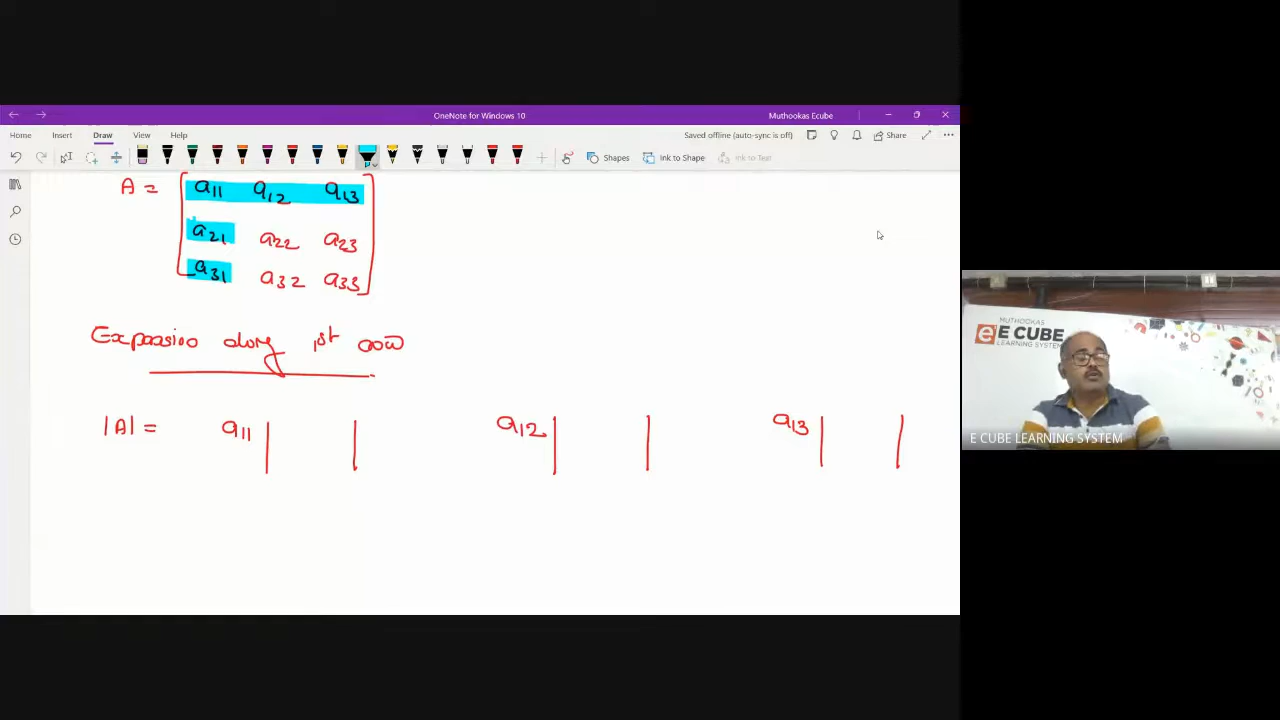 OneNote for Windows 10
Muthookas Ecube
Home Insert Draw View Help
Saved offline (auto-sync is off)
Share
Shapes
Ink to Shape
Ink to Text
A = [ a11 a12 a13
a21 a22 a23
a31 a32 a33 ]
Expansion along 1st row
|A| = a11 | | a12 | | a13 | |
MUTHOOKAS
e E CUBE
LEARNING SYSTEM
E CUBE LEARNING SYSTEM